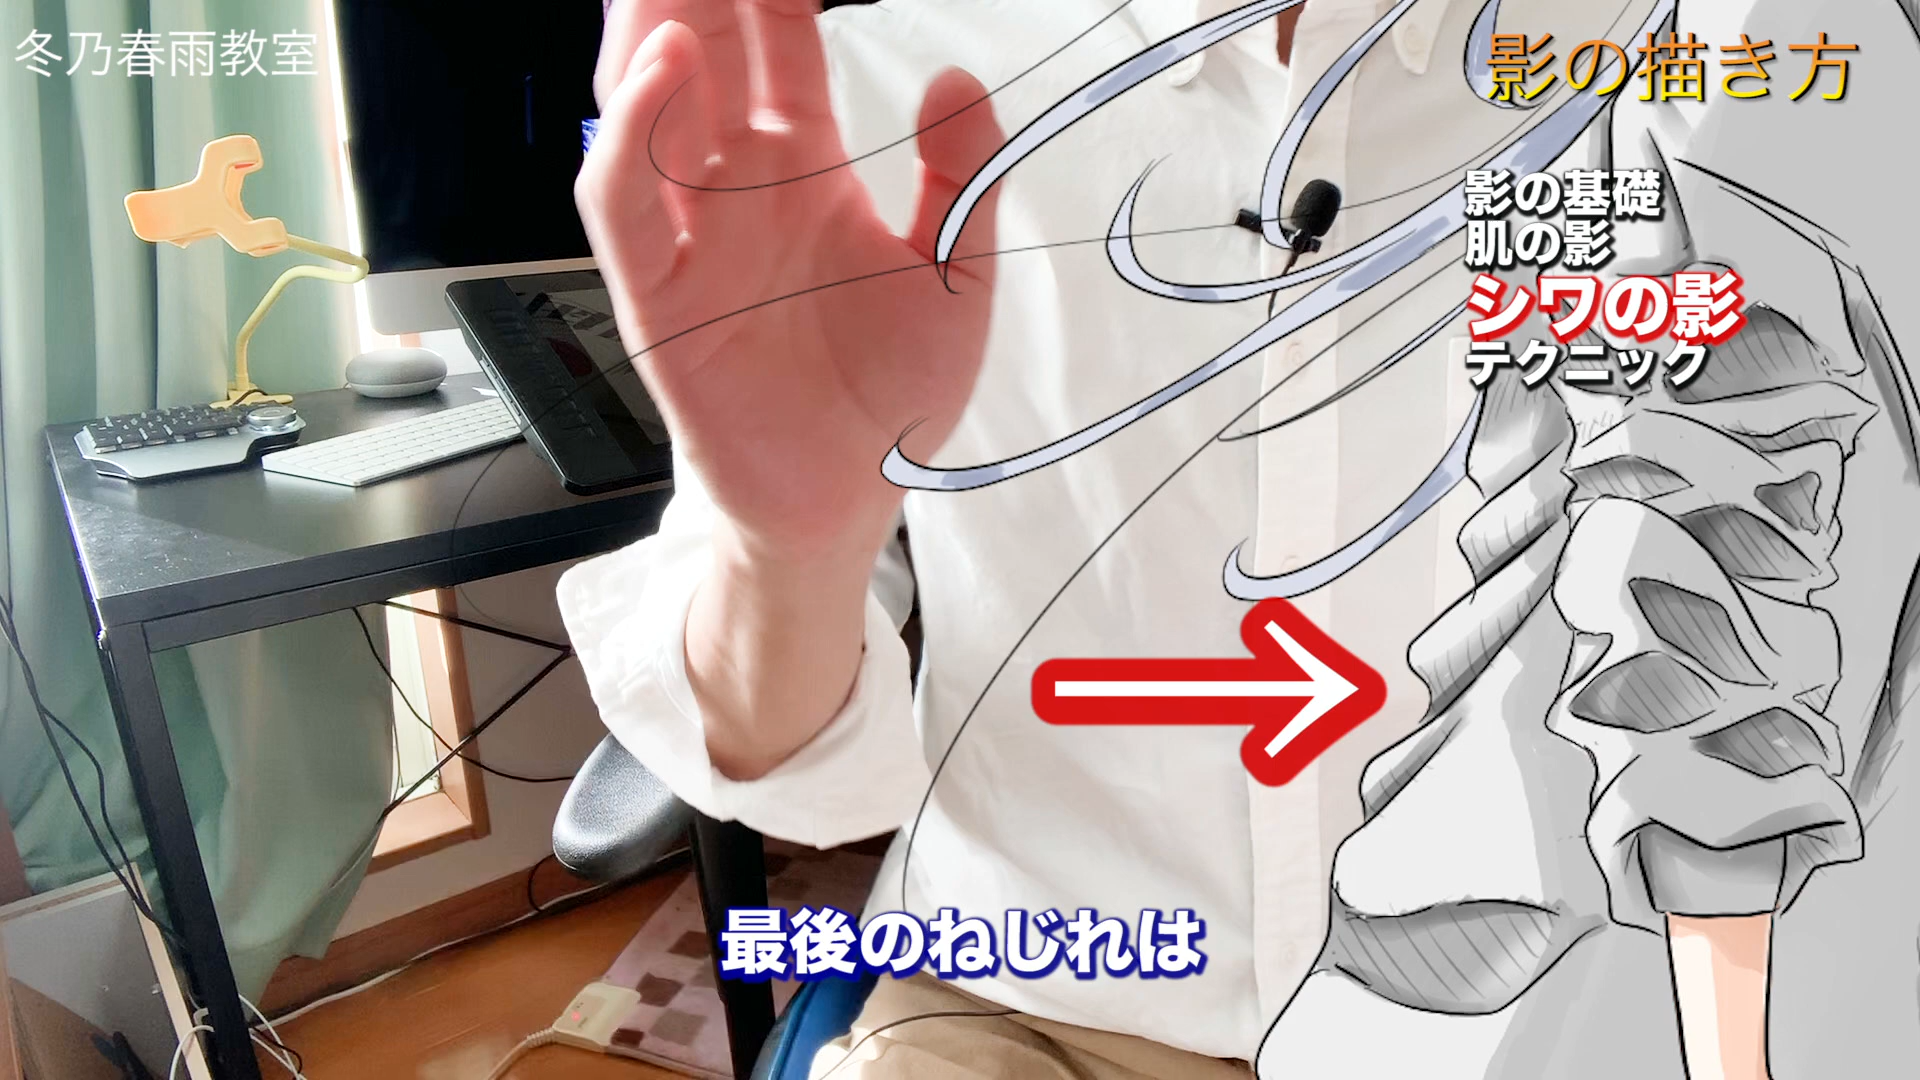 冬乃春雨教室
影の描き方
影の基礎
肌の影
シワの影
テクニック
最後のねじれは